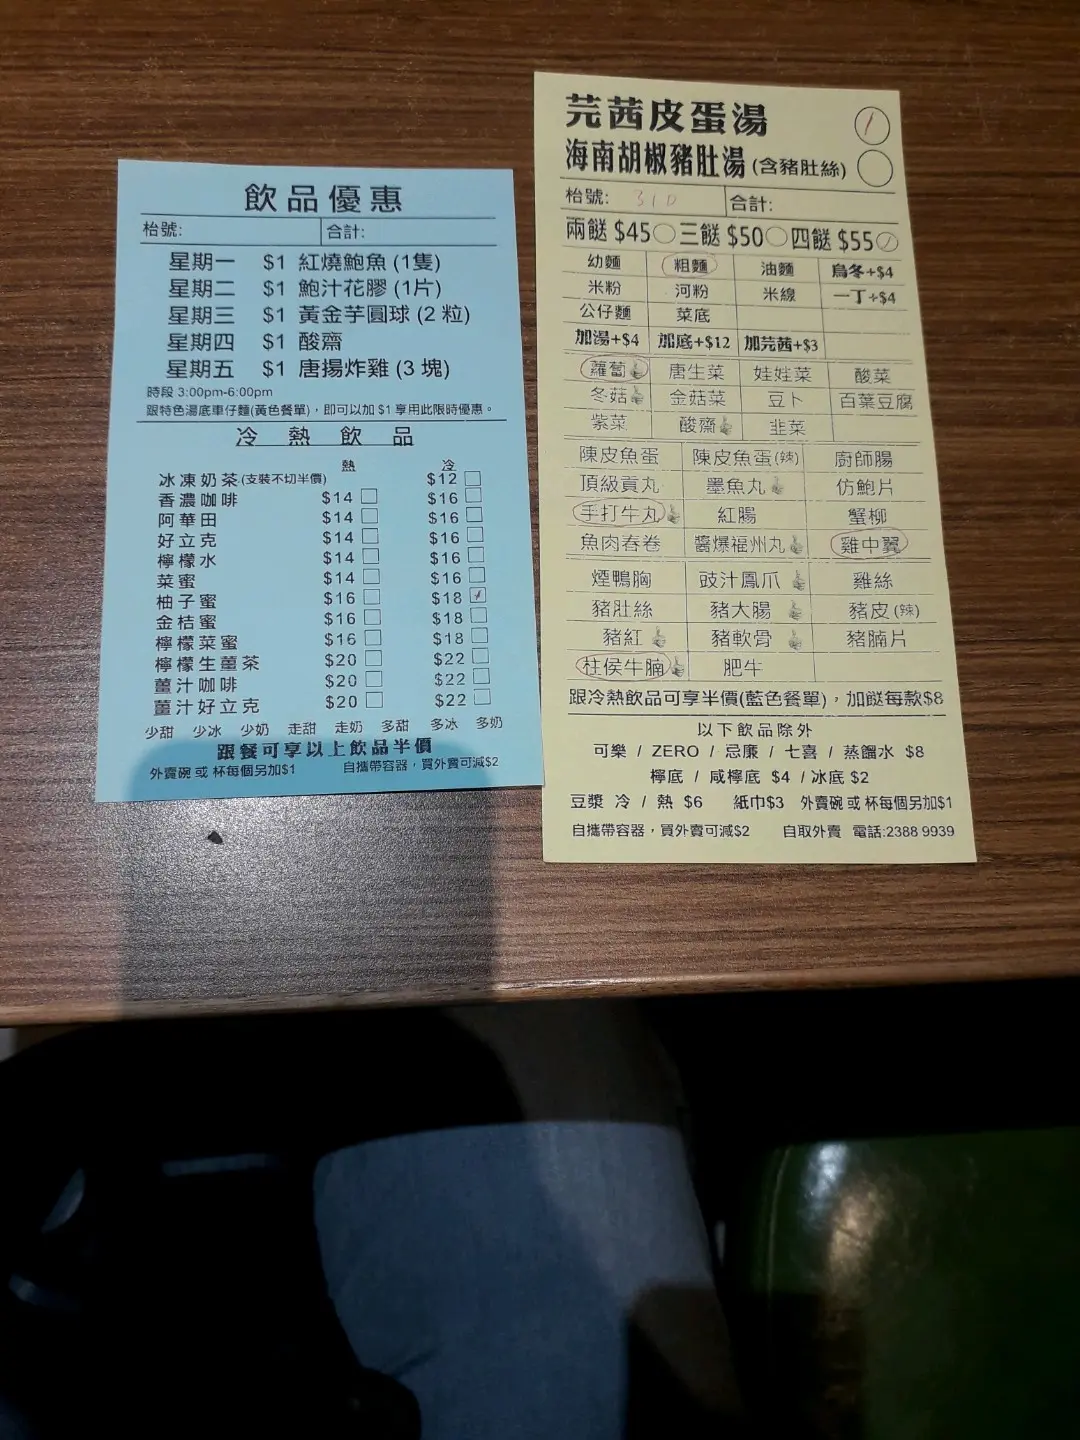 飲品優惠
枱號: 合計:
星期一 $1 紅燒鮑魚 (1隻)
星期二 $1 鮑汁花膠 (1片)
星期三 $1 黃金芋圓球 (2 粒)
星期四 $1 酸齋
星期五 $1 唐揚炸雞 (3 塊)
時段 3:00pm-6:00pm
跟特色湯底車仔麵(黃色餐單)，即可以加 $1 享用此限時優惠。
冷熱飲品
熱 冷
冰凍奶茶(支裝不切半價) $12
香濃咖啡 $14 $16
阿華田 $14 $16
好立克 $14 $16
檸檬水 $14 $16
菜蜜 $14 $16
柚子蜜 $16 $18
金桔蜜 $16 $18
檸檬菜蜜 $16 $18
檸檬生薑茶 $20 $22
薑汁咖啡 $20 $22
薑汁好立克 $20 $22
少甜 少冰 少奶 走甜 走奶 多甜 多冰 多奶
跟餐可享以上飲品半價
外賣碗 或 杯每個另加$1 自攜帶容器，買外賣可減$2
芫茜皮蛋湯 1
海南胡椒豬肚湯 (含豬肚絲)
枱號: 310 合計:
兩餸 $45 三餸 $50 四餸 $55
幼麵 粗麵 油麵 烏冬+$4
米粉 河粉 米線 一丁+$4
公仔麵 菜底
加湯+$4 加底+$12 加芫茜+$3
蘿蔔 唐生菜 娃娃菜 酸菜
冬菇 金菇菜 豆卜 百葉豆腐
紫菜 酸齋 韭菜
陳皮魚蛋 陳皮魚蛋(辣) 廚師腸
頂級貢丸 墨魚丸 仿鮑片
手打牛丸 紅腸 蟹柳
魚肉春卷 醬爆福州丸 雞中翼
煙鴨胸 豉汁鳳爪 雞絲
豬肚絲 豬大腸 豬皮 (辣)
豬紅 豬軟骨 豬腩片
柱侯牛腩 肥牛
跟冷熱飲品可享半價(藍色餐單)，加餸每款$8
以下飲品除外
可樂 / ZERO / 忌廉 / 七喜 / 蒸餾水 $8
檸底 / 咸檸底 $4 / 冰底 $2
豆漿 冷 / 熱 $6 紙巾$3 外賣碗 或 杯每個另加$1
自攜帶容器，買外賣可減$2 自取外賣 電話:2388 9939